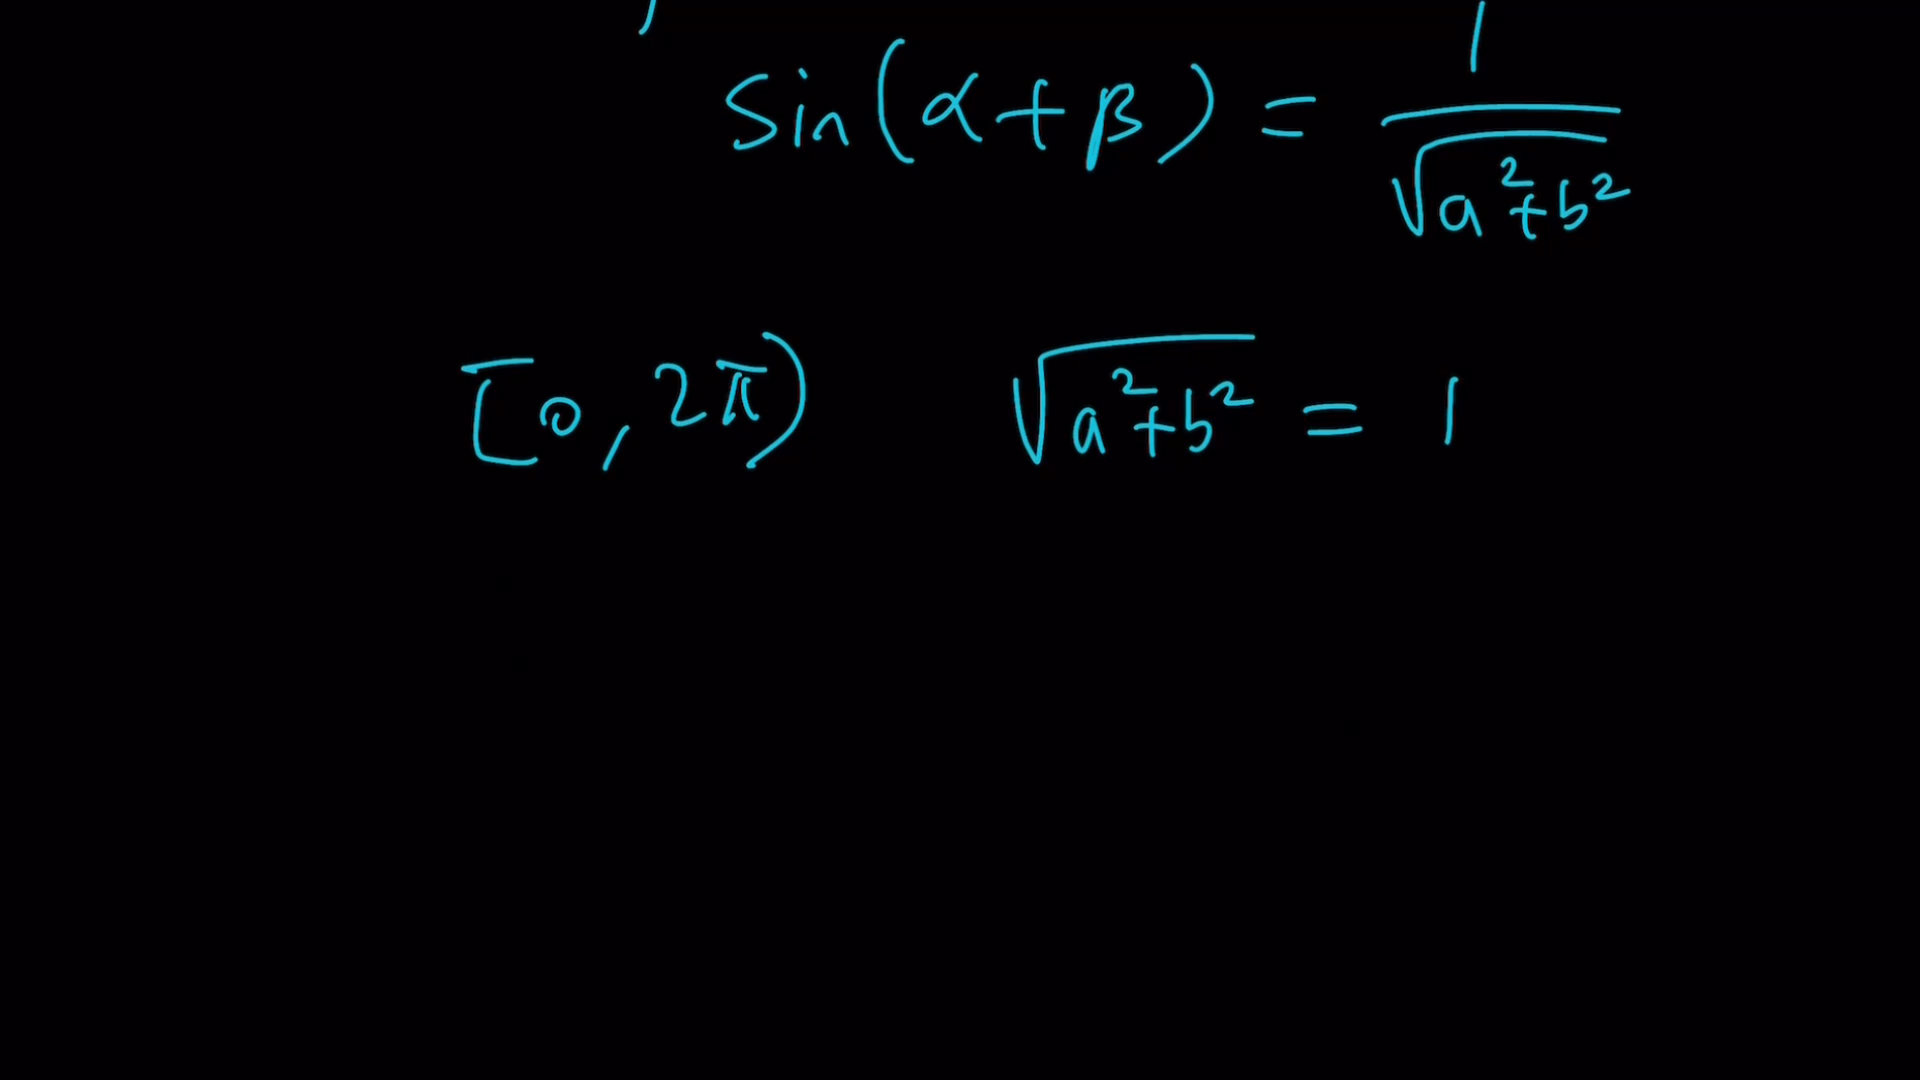 Sin(α+β) = 1/√(a²+b²)
[0, 2π) √(a²+b²) = 1